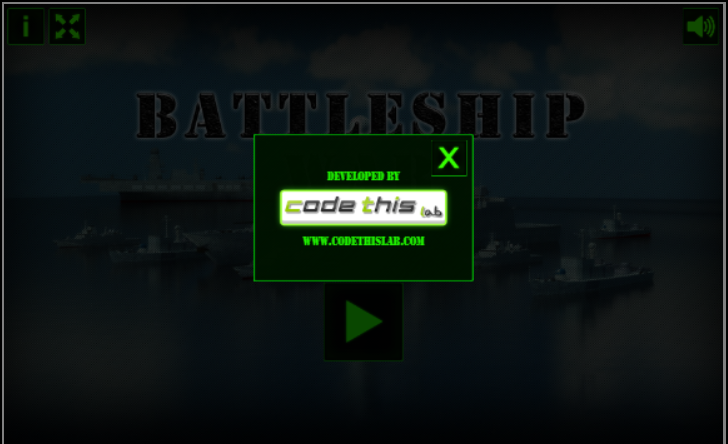 i
BATTLESHIP
X
DEVELOPED BY
code this lab
WWW.CODETHISLAB.COM